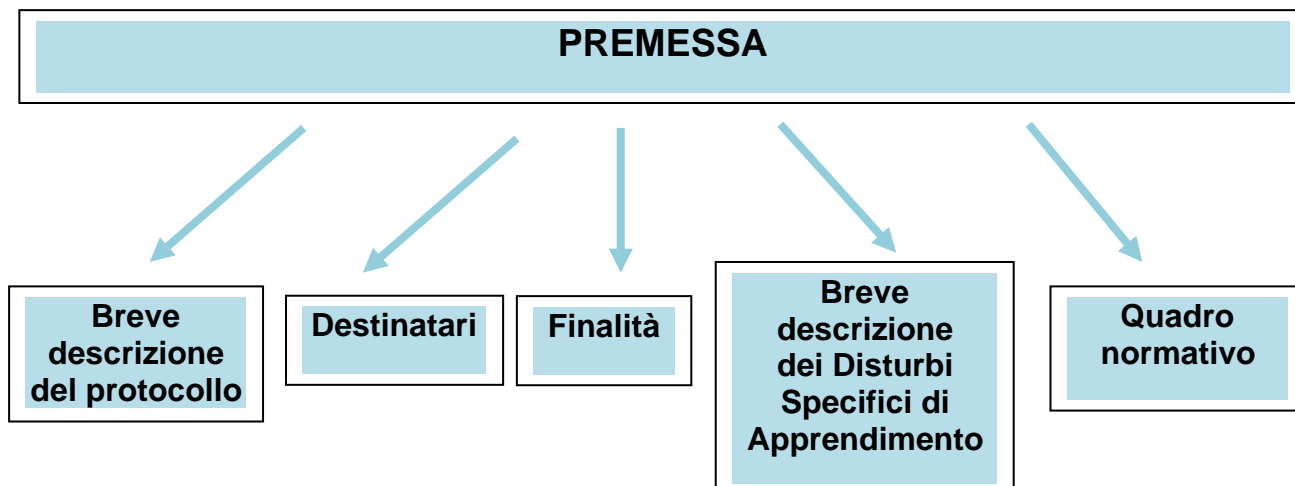 PREMESSA
Breve
descrizione
del protocollo
Destinatari
Finalità
Breve
descrizione
dei Disturbi
Specifici di
Apprendimento
Quadro
normativo